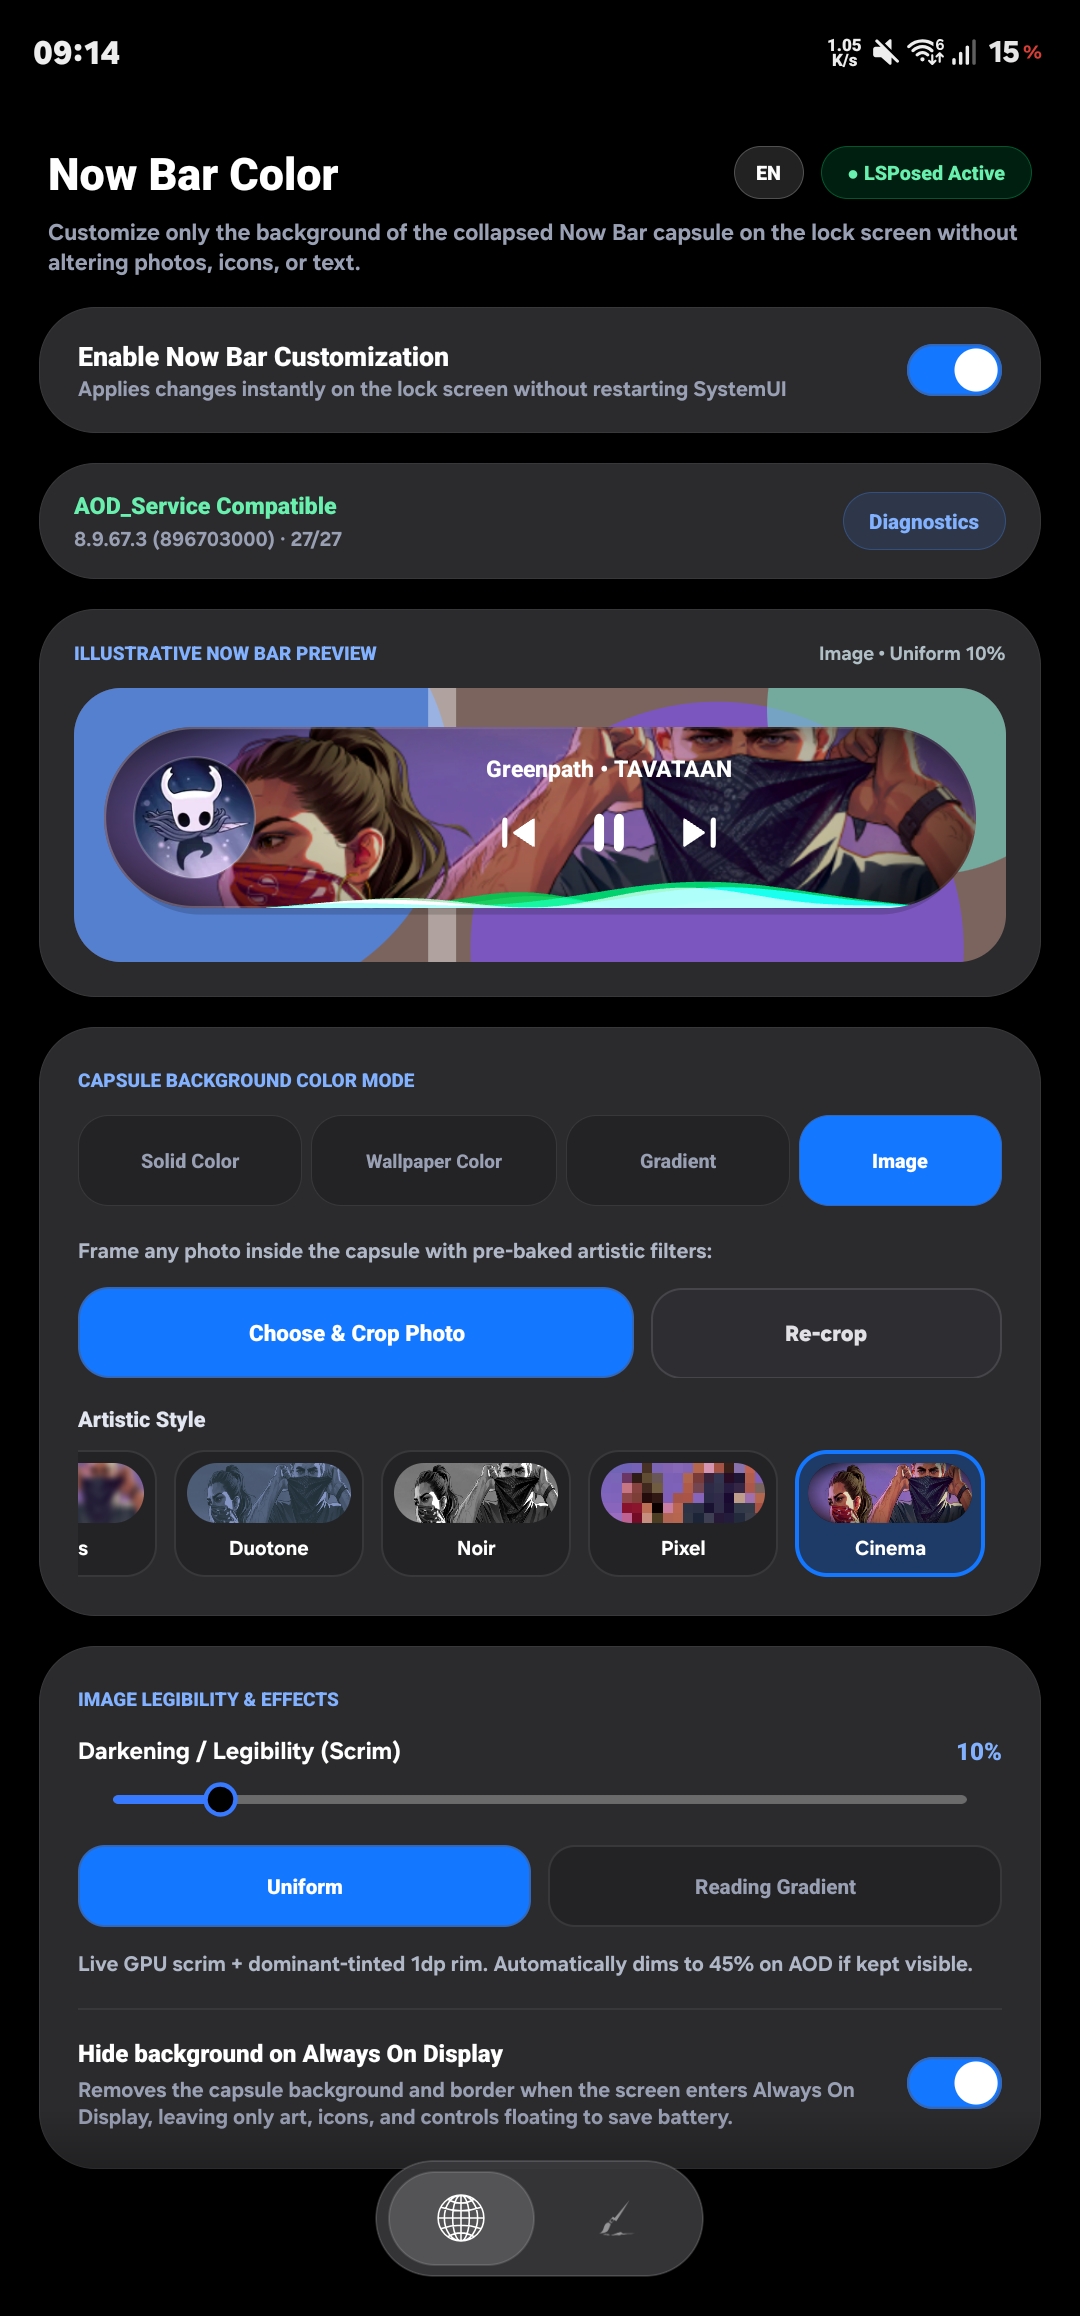 09:14
1.05 K/s
6
15%
Now Bar Color
EN
• LSPosed Active
Customize only the background of the collapsed Now Bar capsule on the lock screen without
altering photos, icons, or text.
Enable Now Bar Customization
Applies changes instantly on the lock screen without restarting SystemUI
AOD_Service Compatible
8.9.67.3 (896703000) · 27/27
Diagnostics
ILLUSTRATIVE NOW BAR PREVIEW
Image • Uniform 10%
Greenpath • TAVATAAN
CAPSULE BACKGROUND COLOR MODE
Solid Color
Wallpaper Color
Gradient
Image
Frame any photo inside the capsule with pre-baked artistic filters:
Choose & Crop Photo
Re-crop
Artistic Style
s
Duotone
Noir
Pixel
Cinema
IMAGE LEGIBILITY & EFFECTS
Darkening / Legibility (Scrim)
10%
Uniform
Reading Gradient
Live GPU scrim + dominant-tinted 1dp rim. Automatically dims to 45% on AOD if kept visible.
Hide background on Always On Display
Removes the capsule background and border when the screen enters Always On
Display, leaving only art, icons, and controls floating to save battery.